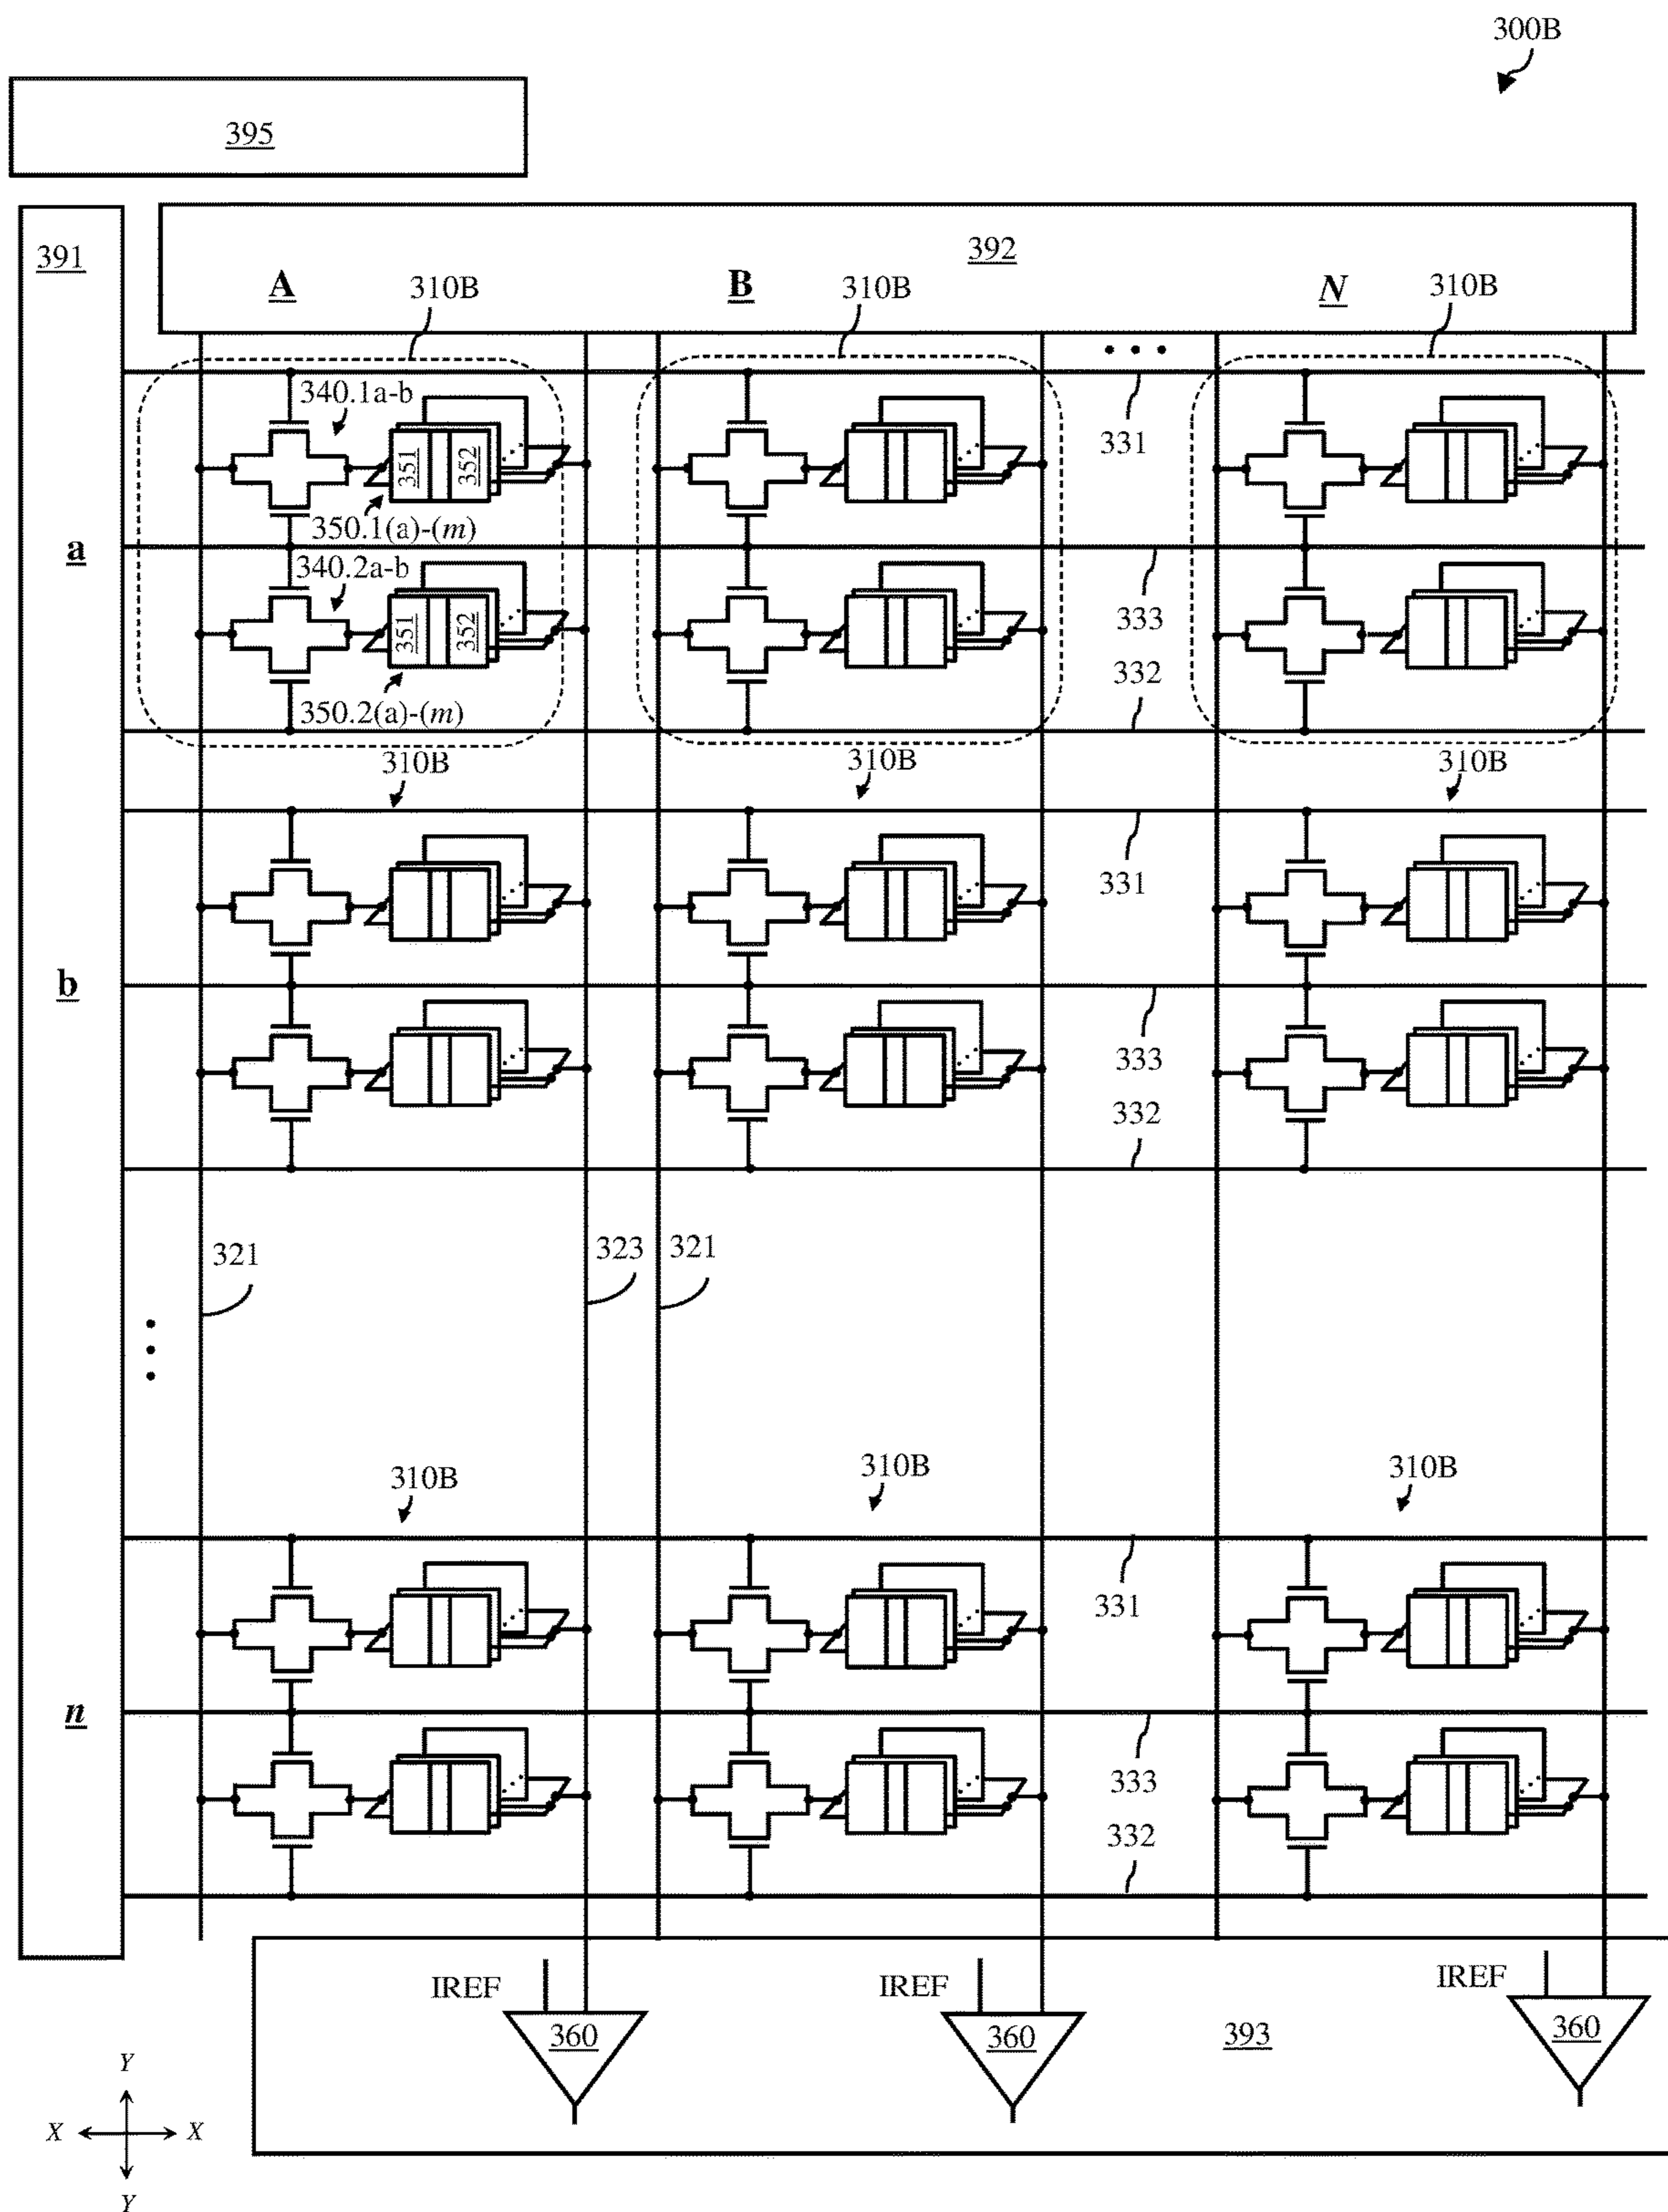 300B
395
391
392
A
B
N
310B
310B
310B
340.1a-b
351
352
331
350.1(a)-(m)
a
340.2a-b
351
352
333
332
350.2(a)-(m)
310B
310B
310B
331
b
333
332
321
323
321
310B
310B
310B
331
n
333
332
IREF
IREF
IREF
360
360
393
360
Y
X
X
Y